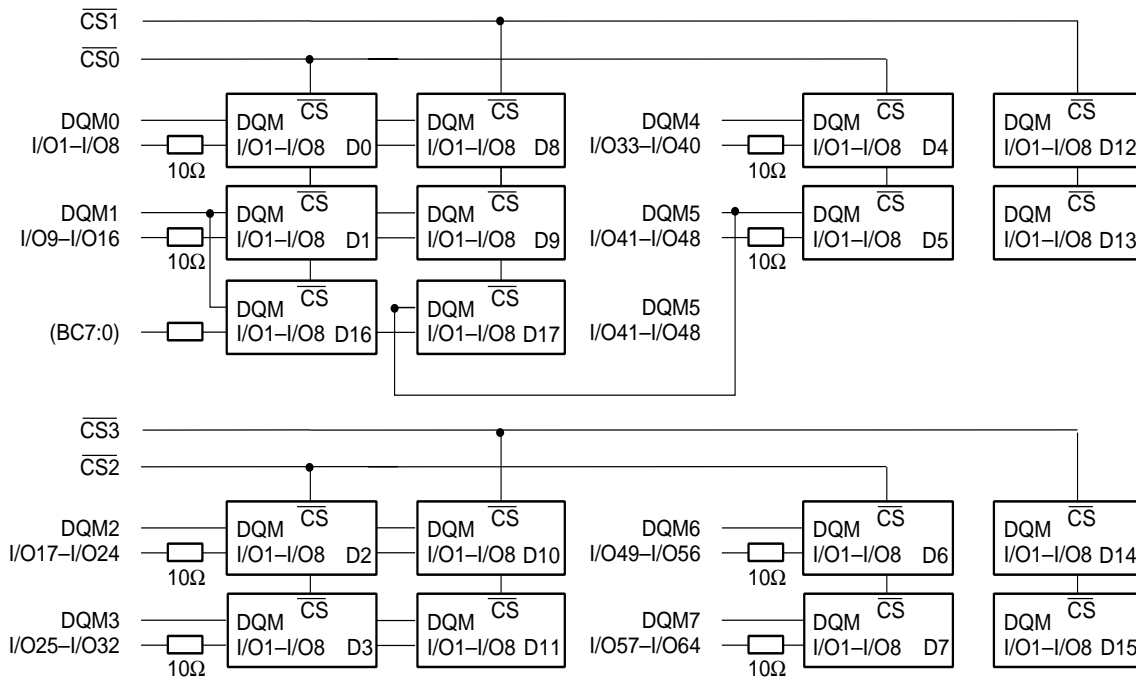 CS1
CS0
DQM0
I/O1–I/O8
10Ω
CS
DQM
I/O1–I/O8 D0
CS
DQM
I/O1–I/O8 D8
DQM4
I/O33–I/O40
10Ω
CS
DQM
I/O1–I/O8 D4
CS
DQM
I/O1–I/O8 D12
DQM1
I/O9–I/O16
10Ω
CS
DQM
I/O1–I/O8 D1
CS
DQM
I/O1–I/O8 D9
DQM5
I/O41–I/O48
10Ω
CS
DQM
I/O1–I/O8 D5
CS
DQM
I/O1–I/O8 D13
(BC7:0)
CS
DQM
I/O1–I/O8 D16
CS
DQM
I/O1–I/O8 D17
DQM5
I/O41–I/O48
CS3
CS2
DQM2
I/O17–I/O24
10Ω
CS
DQM
I/O1–I/O8 D2
CS
DQM
I/O1–I/O8 D10
DQM6
I/O49–I/O56
10Ω
CS
DQM
I/O1–I/O8 D6
CS
DQM
I/O1–I/O8 D14
DQM3
I/O25–I/O32
10Ω
CS
DQM
I/O1–I/O8 D3
CS
DQM
I/O1–I/O8 D11
DQM7
I/O57–I/O64
10Ω
CS
DQM
I/O1–I/O8 D7
CS
DQM
I/O1–I/O8 D15